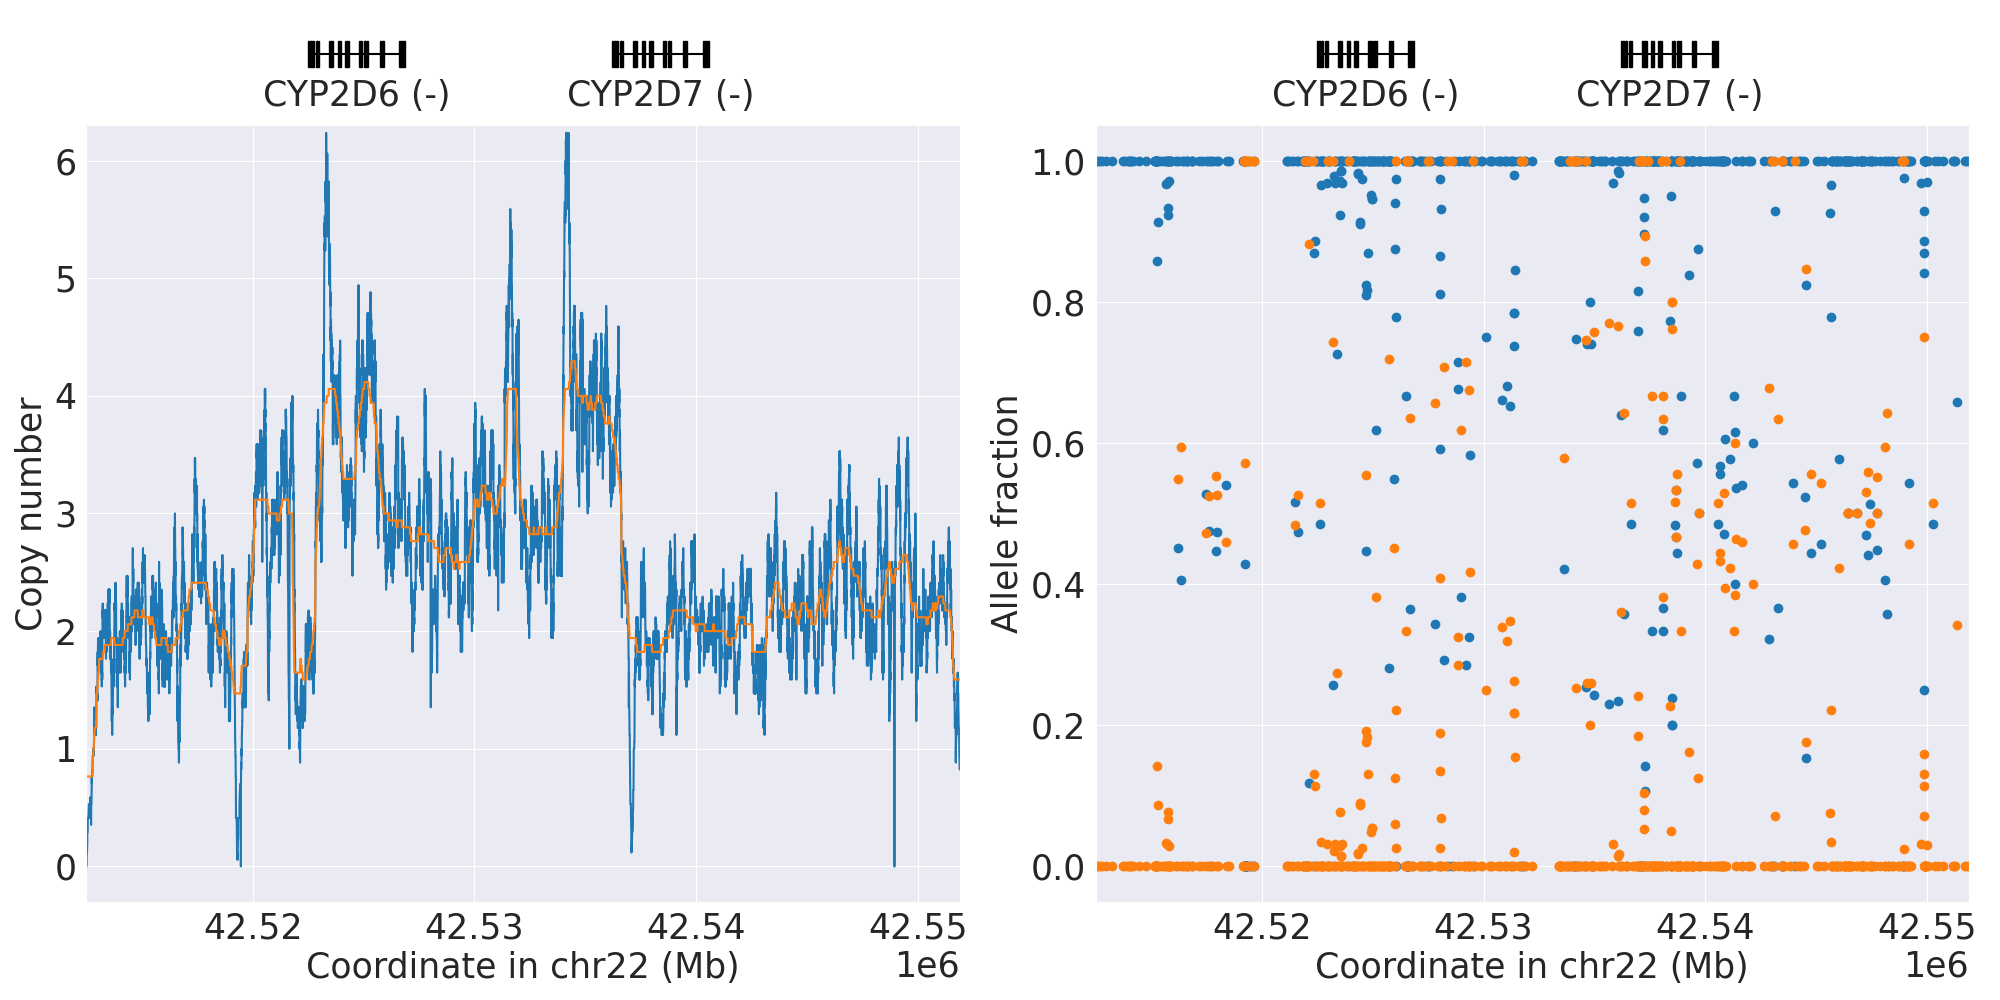 CYP2D6 (-)
CYP2D7 (-)
6
5
4
3
2
1
0
Copy number
42.52
42.53
42.54
42.55
Coordinate in chr22 (Mb)
1e6
CYP2D6 (-)
CYP2D7 (-)
1.0
0.8
0.6
0.4
0.2
0.0
Allele fraction
42.52
42.53
42.54
42.55
Coordinate in chr22 (Mb)
1e6